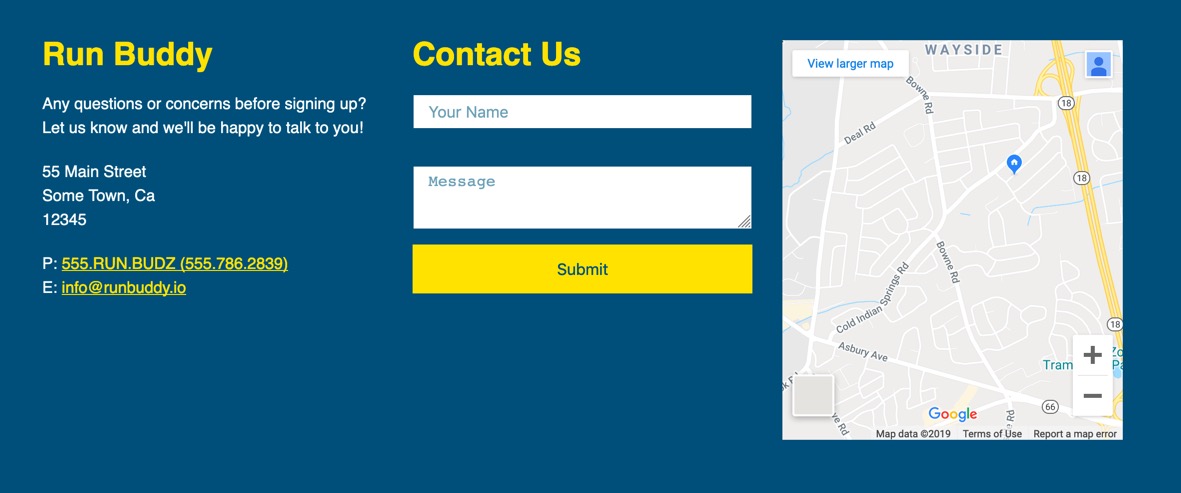 Run Buddy
Any questions or concerns before signing up?
Let us know and we'll be happy to talk to you!
55 Main Street
Some Town, Ca
12345
P: 555.RUN.BUDZ (555.786.2839)
E: info@runbuddy.io
Contact Us
Your Name
Message
Submit
View larger map
WAYSIDE
Bowne Rd
18
Deal Rd
18
Bowne Rd
Cold Indian Springs Rd
18
Asbury Ave
Tram
66
Google
Map data ©2019 Terms of Use Report a map error